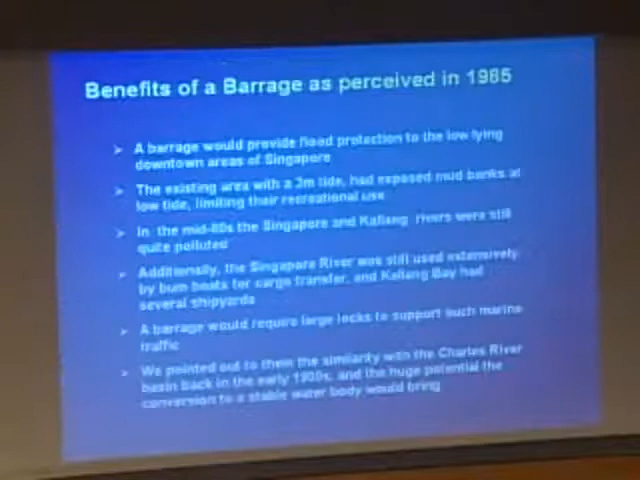 Benefits of a Barrage as perceived in 1985
A barrage would provide flood protection to the low lying
downtown areas of Singapore
The existing area with a 3m tide, had exposed mud banks at
low tide, limiting their recreational use
In the mid-80s the Singapore and Kallang rivers were still
quite polluted
Additionally, the Singapore River was still used extensively
by bum boats for cargo transfer, and Kallang Bay had
several shipyards
A barrage would require large locks to support such marine
traffic
We pointed out to them the similarity with the Charles River
basin back in the early 1900s, and the huge potential the
conversion to a stable water body would bring